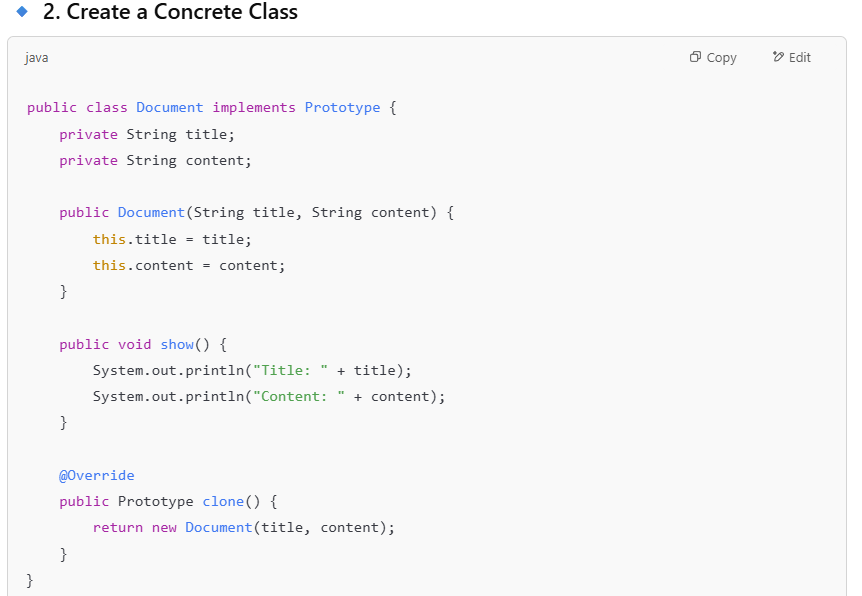 2. Create a Concrete Class
java
Copy
Edit
public class Document implements Prototype {
    private String title;
    private String content;

    public Document(String title, String content) {
        this.title = title;
        this.content = content;
    }

    public void show() {
        System.out.println("Title: " + title);
        System.out.println("Content: " + content);
    }

    @Override
    public Prototype clone() {
        return new Document(title, content);
    }
}